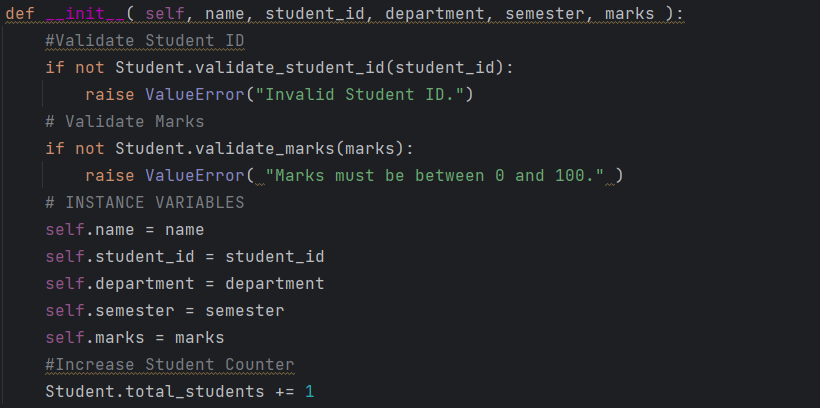 def __init__( self, name, student_id, department, semester, marks ):
    #Validate Student ID
    if not Student.validate_student_id(student_id):
        raise ValueError("Invalid Student ID.")
    # Validate Marks
    if not Student.validate_marks(marks):
        raise ValueError( "Marks must be between 0 and 100." )
    # INSTANCE VARIABLES
    self.name = name
    self.student_id = student_id
    self.department = department
    self.semester = semester
    self.marks = marks
    #Increase Student Counter
    Student.total_students += 1